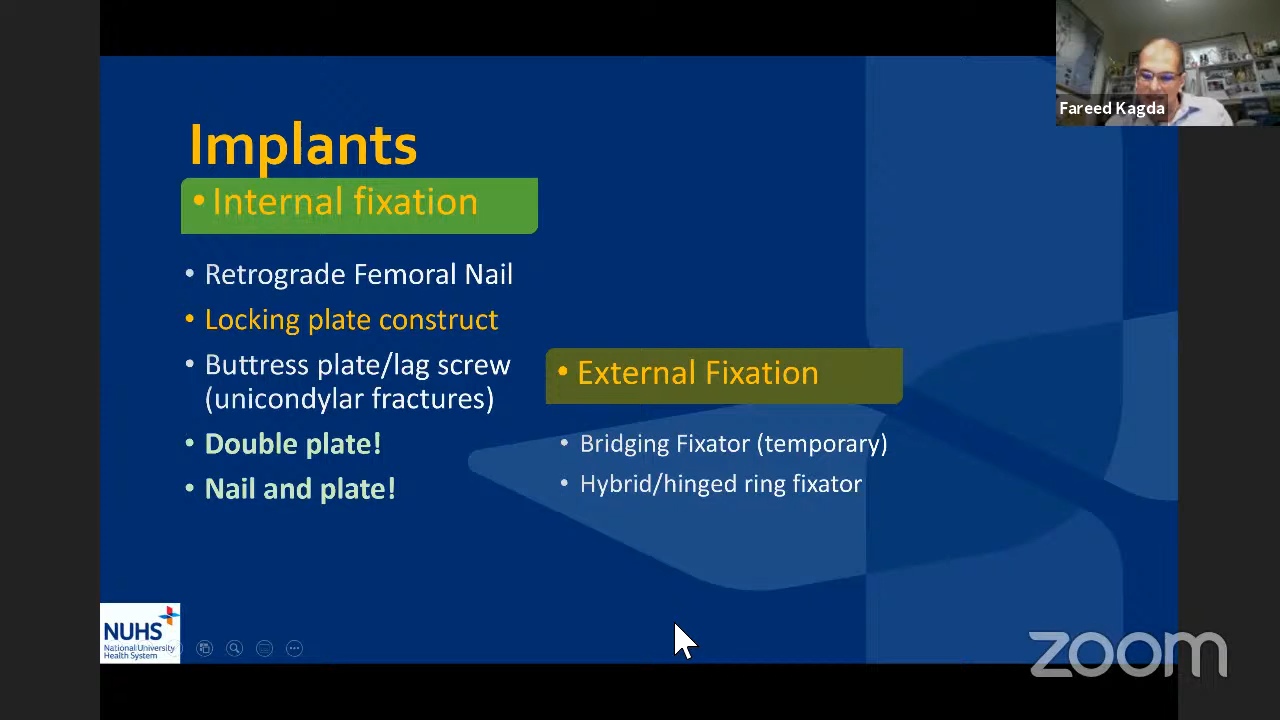 Fareed Kagda
Implants
• Internal fixation
• Retrograde Femoral Nail
• Locking plate construct
• Buttress plate/lag screw
(unicondylar fractures)
• Double plate!
• Nail and plate!
• External Fixation
• Bridging Fixator (temporary)
• Hybrid/hinged ring fixator
NUHS
National University
Health System
zoom